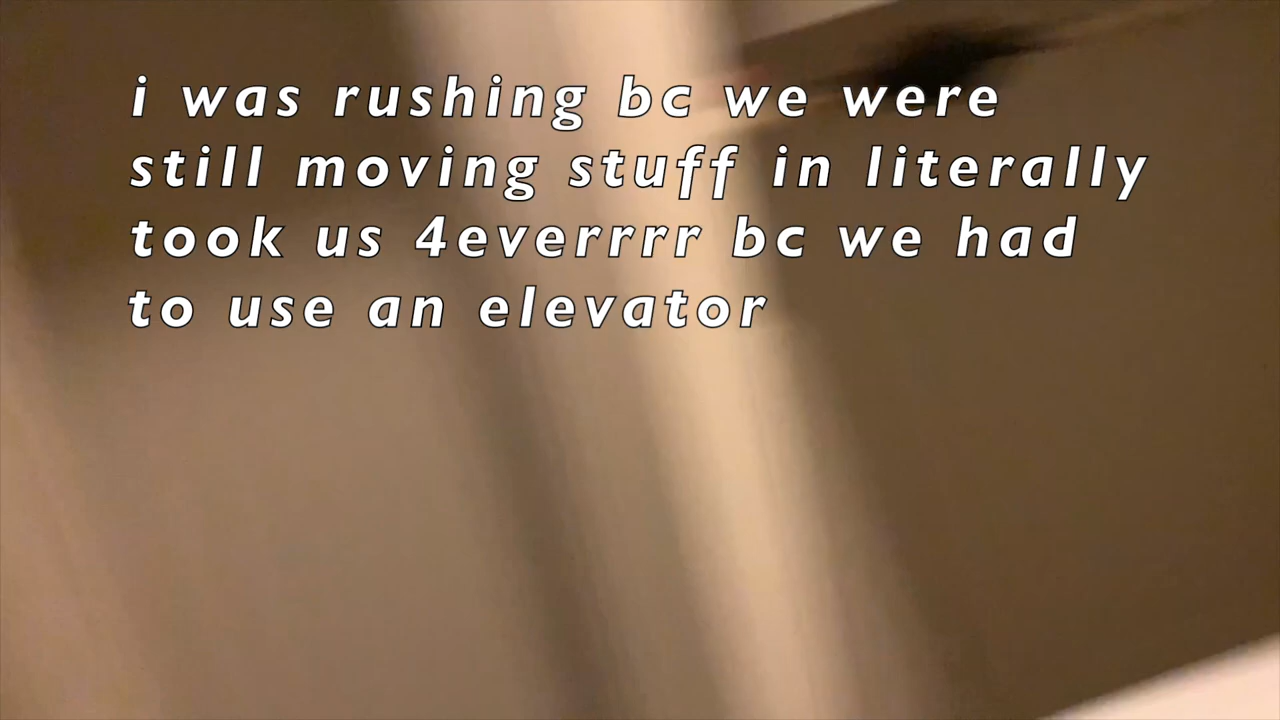 i was rushing bc we were
still moving stuff in literally
took us 4everrrr bc we had
to use an elevator